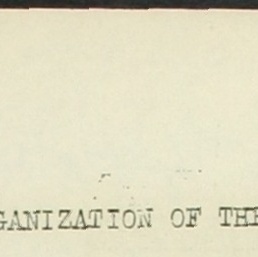 GANIZATION OF THE